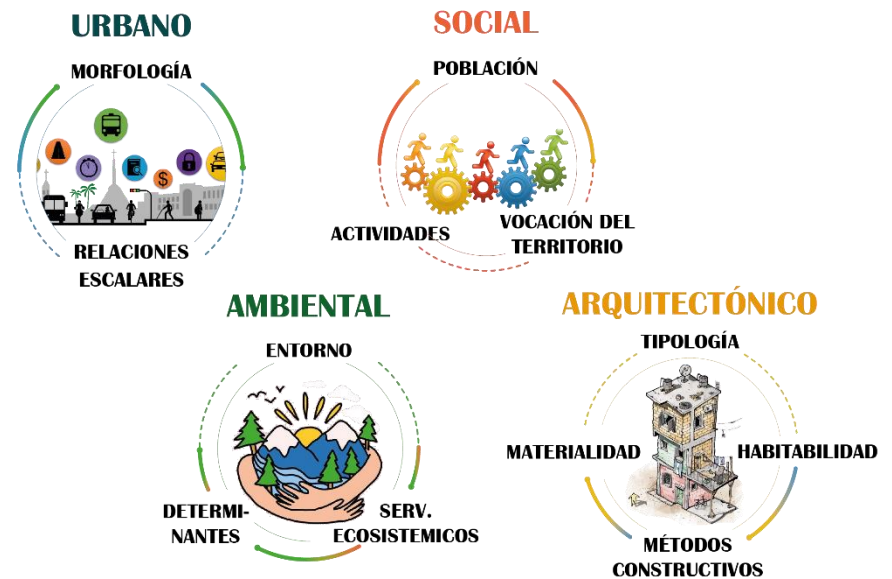 URBANO
MORFOLOGÍA
RELACIONES
ESCALARES
SOCIAL
POBLACIÓN
ACTIVIDADES
VOCACIÓN DEL
TERRITORIO
AMBIENTAL
ENTORNO
DETERMI-
NANTES
SERV.
ECOSISTEMICOS
ARQUITECTÓNICO
TIPOLOGÍA
MATERIALIDAD
HABITABILIDAD
MÉTODOS
CONSTRUCTIVOS
$